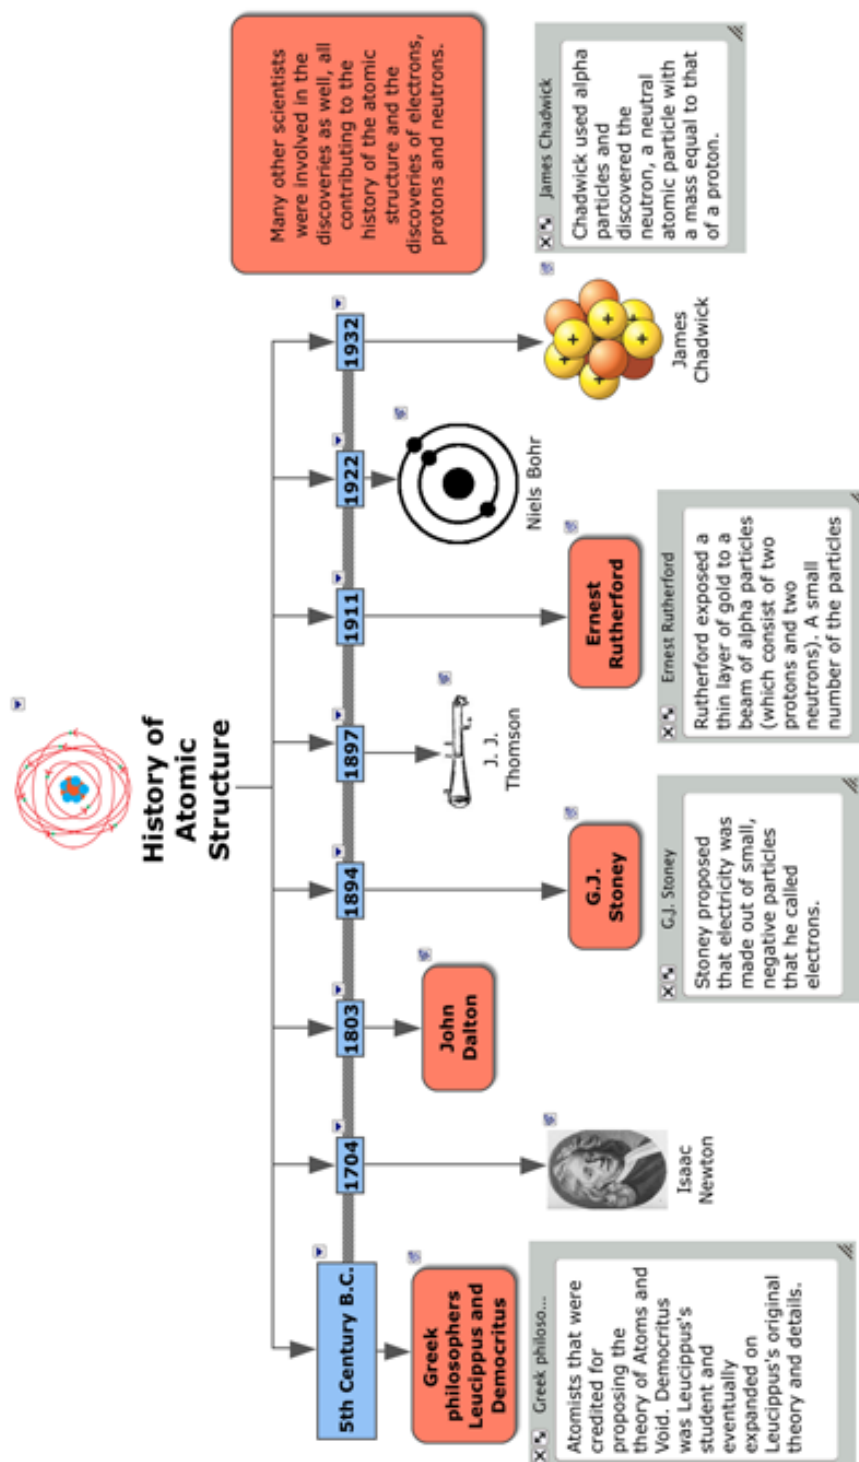 History of
Atomic
Structure
5th Century B.C.
1704
1803
1894
1897
1911
1922
1932
Greek
philosophers
Leucippus and
Democritus
Greek philoso...
Atomists that were
credited for
proposing the
theory of Atoms and
Void. Democritus
was Leucippus's
student and
eventually
expanded on
Leucippus's original
theory and details.
Isaac
Newton
John
Dalton
G.J.
Stoney
G.J. Stoney
Stoney proposed
that electricity was
made out of small,
negative particles
that he called
electrons.
J. J.
Thomson
Ernest
Rutherford
Ernest Rutherford
Rutherford exposed a
thin layer of gold to a
beam of alpha particles
(which consist of two
protons and two
neutrons). A small
number of the particles
Niels Bohr
James
Chadwick
James Chadwick
Chadwick used alpha
particles and
discovered the
neutron, a neutral
atomic particle with
a mass equal to that
of a proton.
Many other scientists
were involved in the
discoveries as well, all
contributing to the
history of the atomic
structure and the
discoveries of electrons,
protons and neutrons.